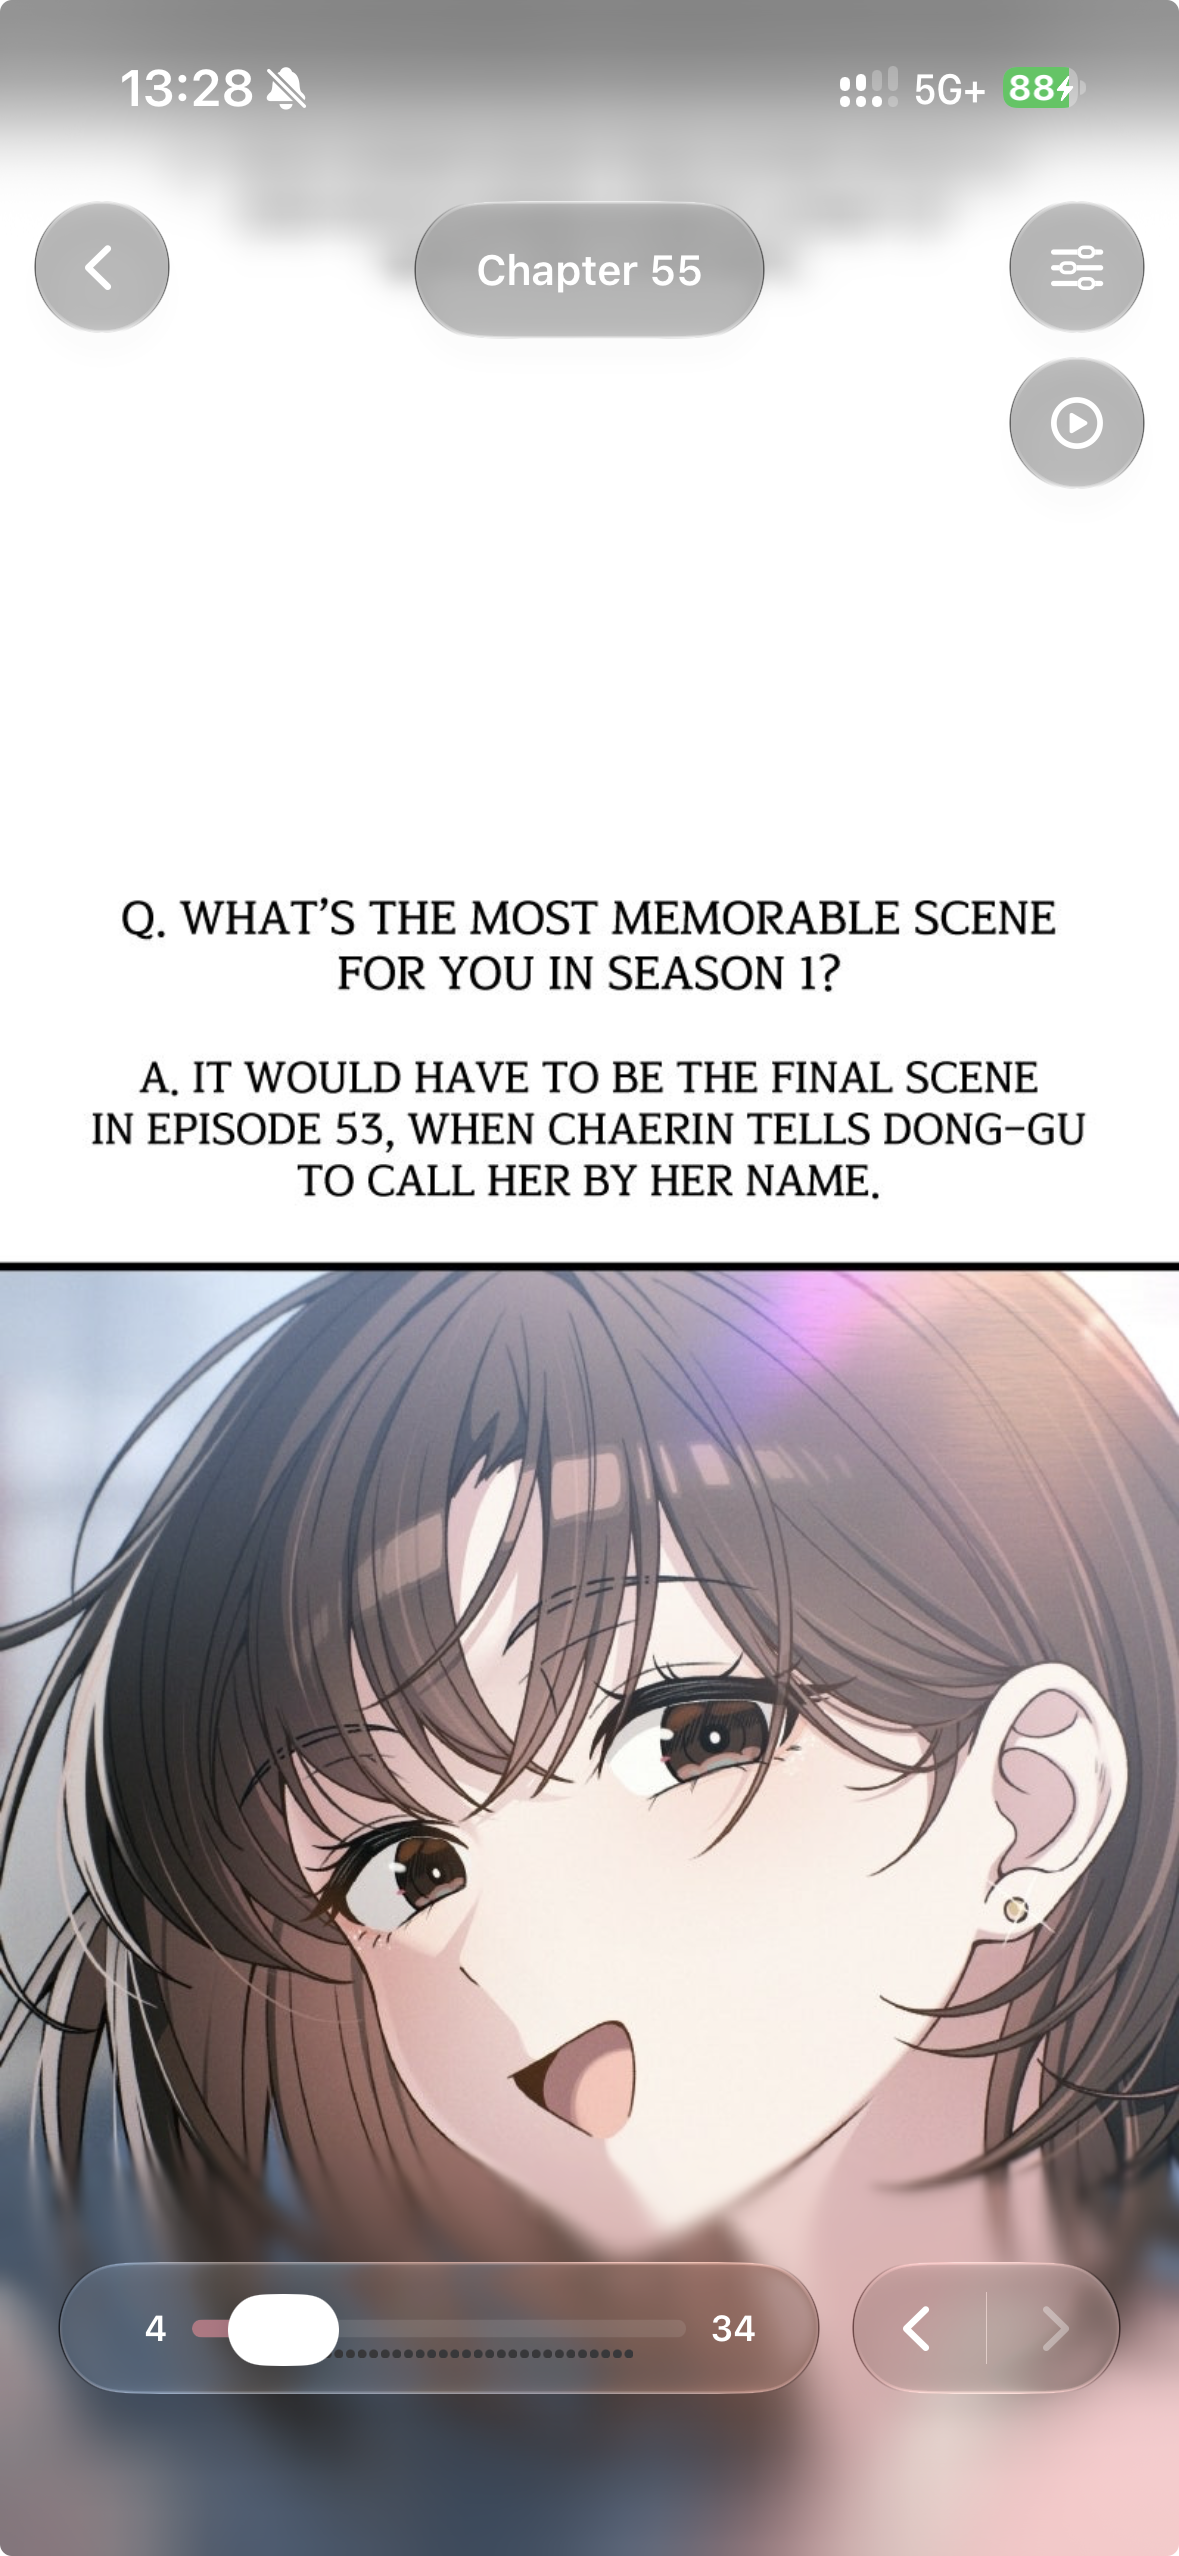 13:28
5G+
88
Chapter 55
Q. WHAT’S THE MOST MEMORABLE SCENE
FOR YOU IN SEASON 1?
A. IT WOULD HAVE TO BE THE FINAL SCENE
IN EPISODE 53, WHEN CHAERIN TELLS DONG-GU
TO CALL HER BY HER NAME.
4
34